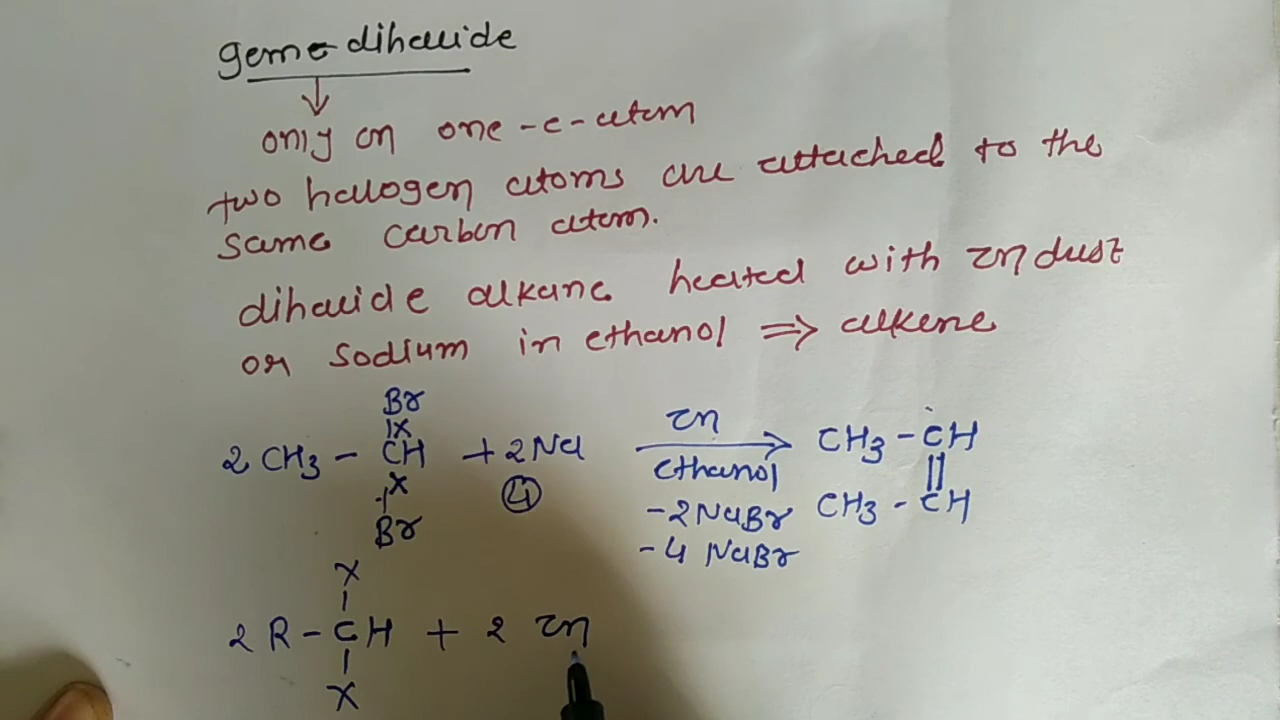 gem-dihalide
↓
only on one-c-atom
two halogen atoms are attached to the
same carbon atom.
dihalide alkane heated with zn dust
or sodium in ethanol ⇒ alkene
Br
2 CH3 - CH + 2Na zn → CH3 - CH
④ ethanol ||
Br -2NaBr CH3 - CH
-4 NaBr
X
2 R - CH + 2 zn
X